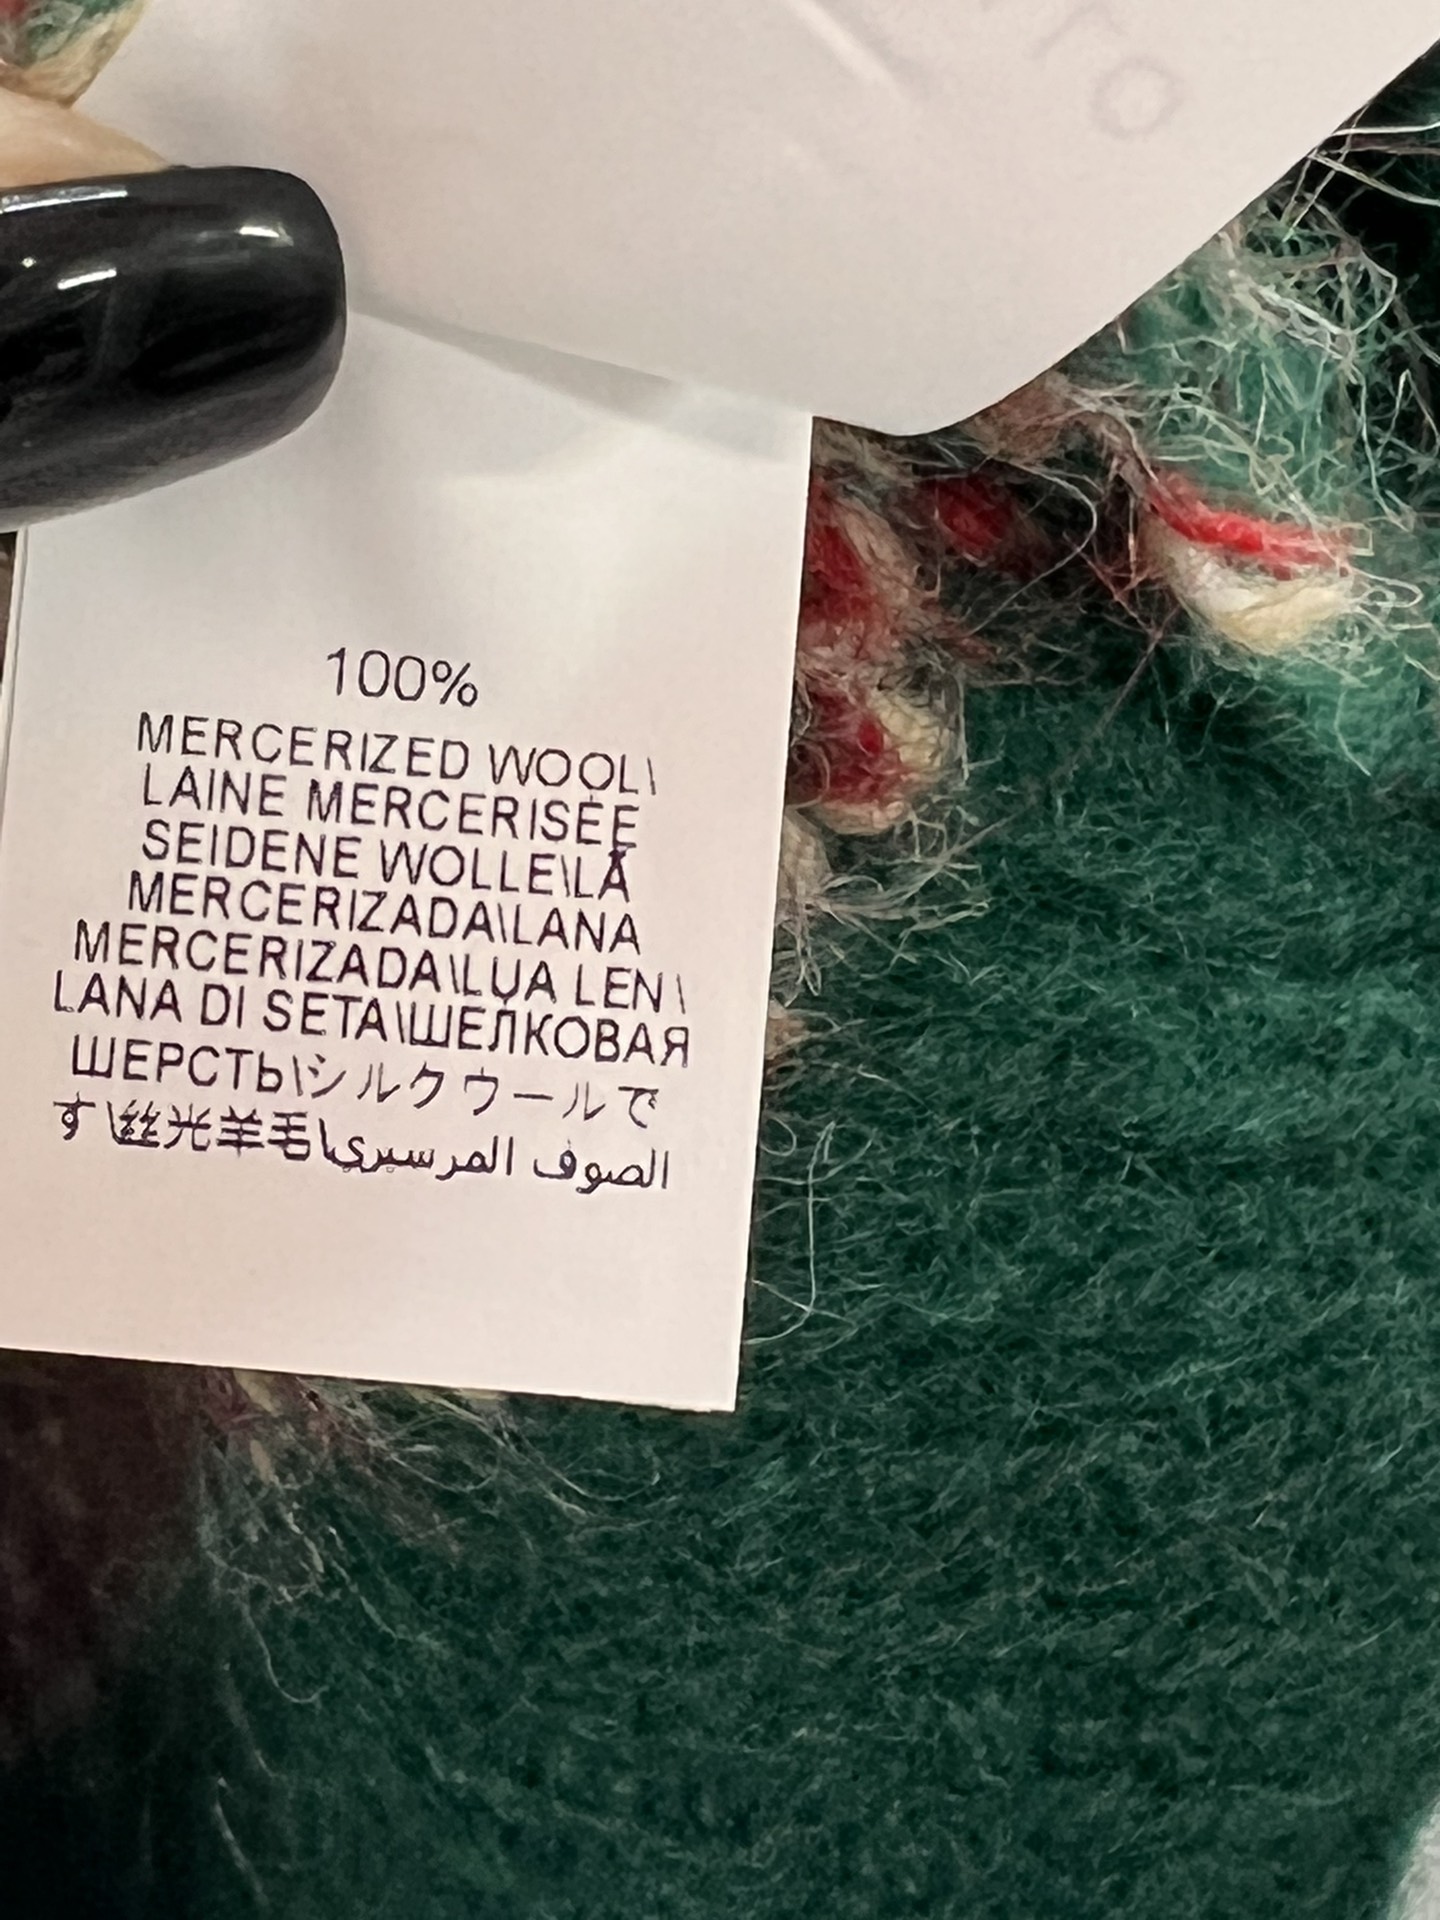 100%
MERCERIZED WOOL\
LAINE MERCERISÉE
SEIDENE WOLLE\LÃ
MERCERIZADA\LANA
MERCERIZADA\LỤA LEN\
LANA DI SETA\ШЕЛКОВАЯ
ШЕРСТЬ\シルクウールで
す\丝光羊毛\الصوف المرسيري